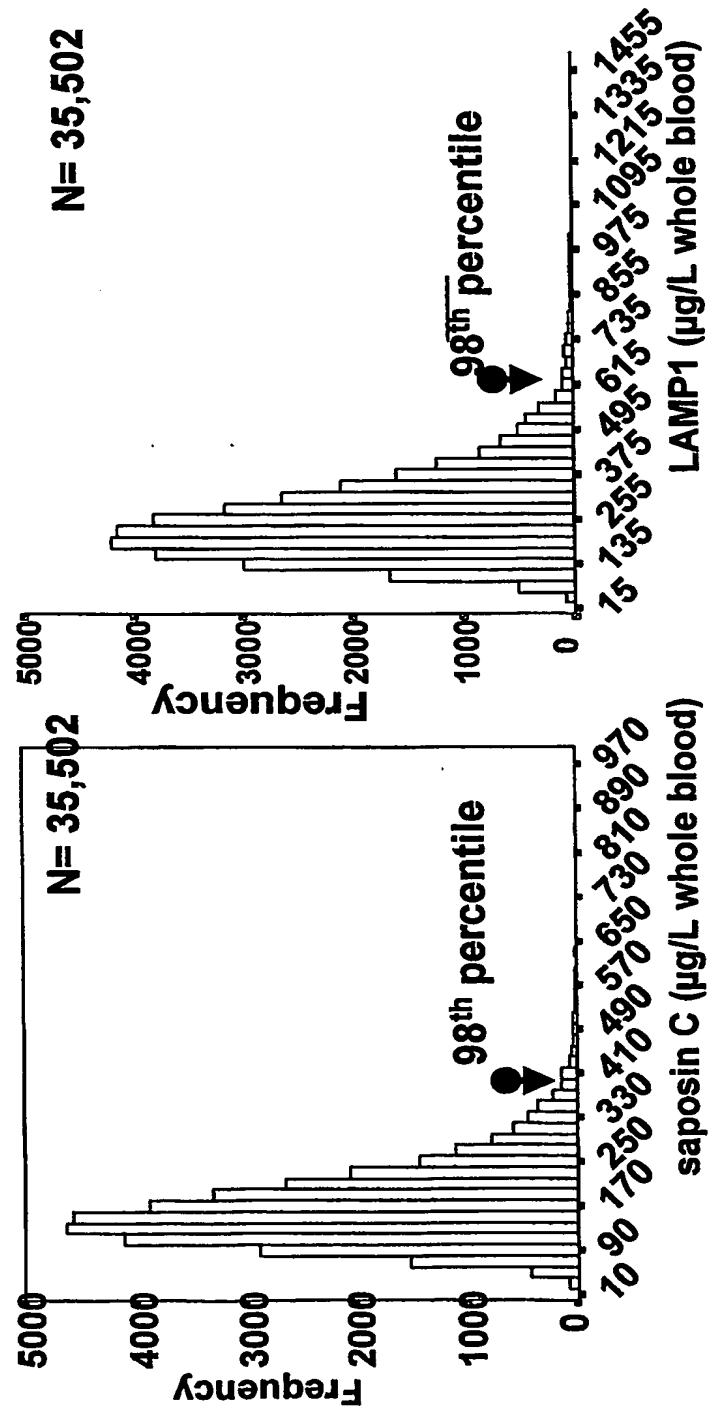 N= 35,502
Frequency
5000
4000
3000
2000
1000
0
98th percentile
10 90 170 250 330 410 490 570 650 730 810 890 970
saposin C (µg/L whole blood)
N= 35,502
Frequency
5000
4000
3000
2000
1000
0
98th percentile
15 135 255 375 495 615 735 855 975 1095 1215 1335 1455
LAMP1 (µg/L whole blood)